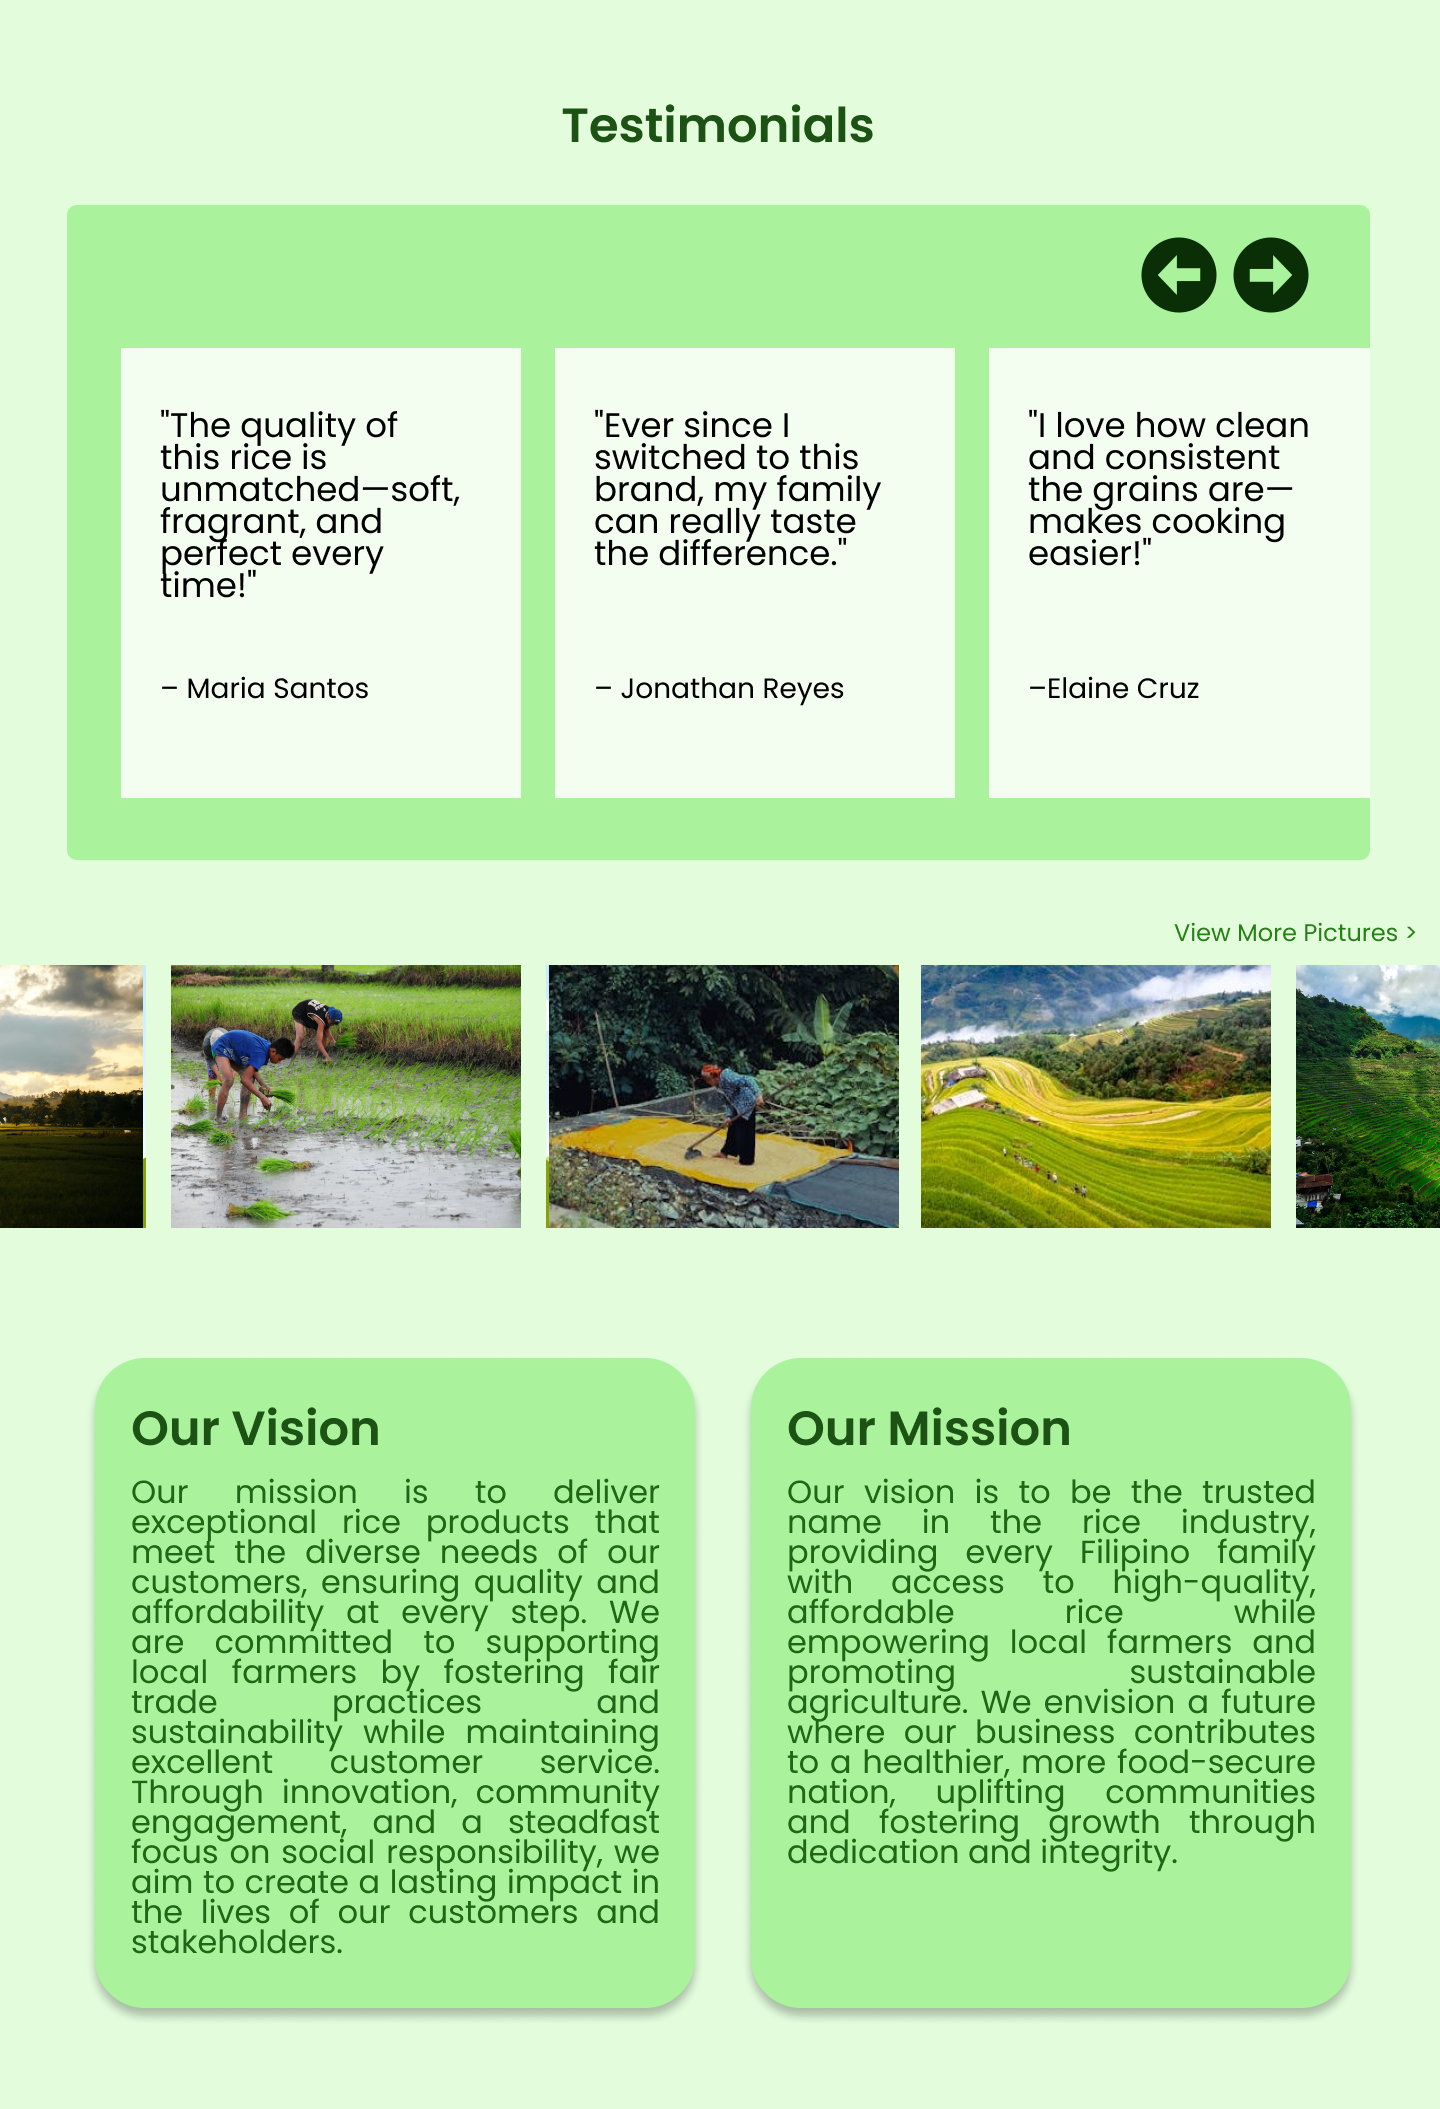 Testimonials
"The quality of
this rice is
unmatched—soft,
fragrant, and
perfect every
time!"
– Maria Santos
"Ever since I
switched to this
brand, my family
can really taste
the difference."
– Jonathan Reyes
"I love how clean
and consistent
the grains are—
makes cooking
easier!"
–Elaine Cruz
View More Pictures >
Our Vision
Our mission is to deliver
exceptional rice products that
meet the diverse needs of our
customers, ensuring quality and
affordability at every step. We
are committed to supporting
local farmers by fostering fair
trade practices and
sustainability while maintaining
excellent customer service.
Through innovation, community
engagement, and a steadfast
focus on social responsibility, we
aim to create a lasting impact in
the lives of our customers and
stakeholders.
Our Mission
Our vision is to be the trusted
name in the rice industry,
providing every Filipino family
with access to high-quality,
affordable rice while
empowering local farmers and
promoting sustainable
agriculture. We envision a future
where our business contributes
to a healthier, more food-secure
nation, uplifting communities
and fostering growth through
dedication and integrity.